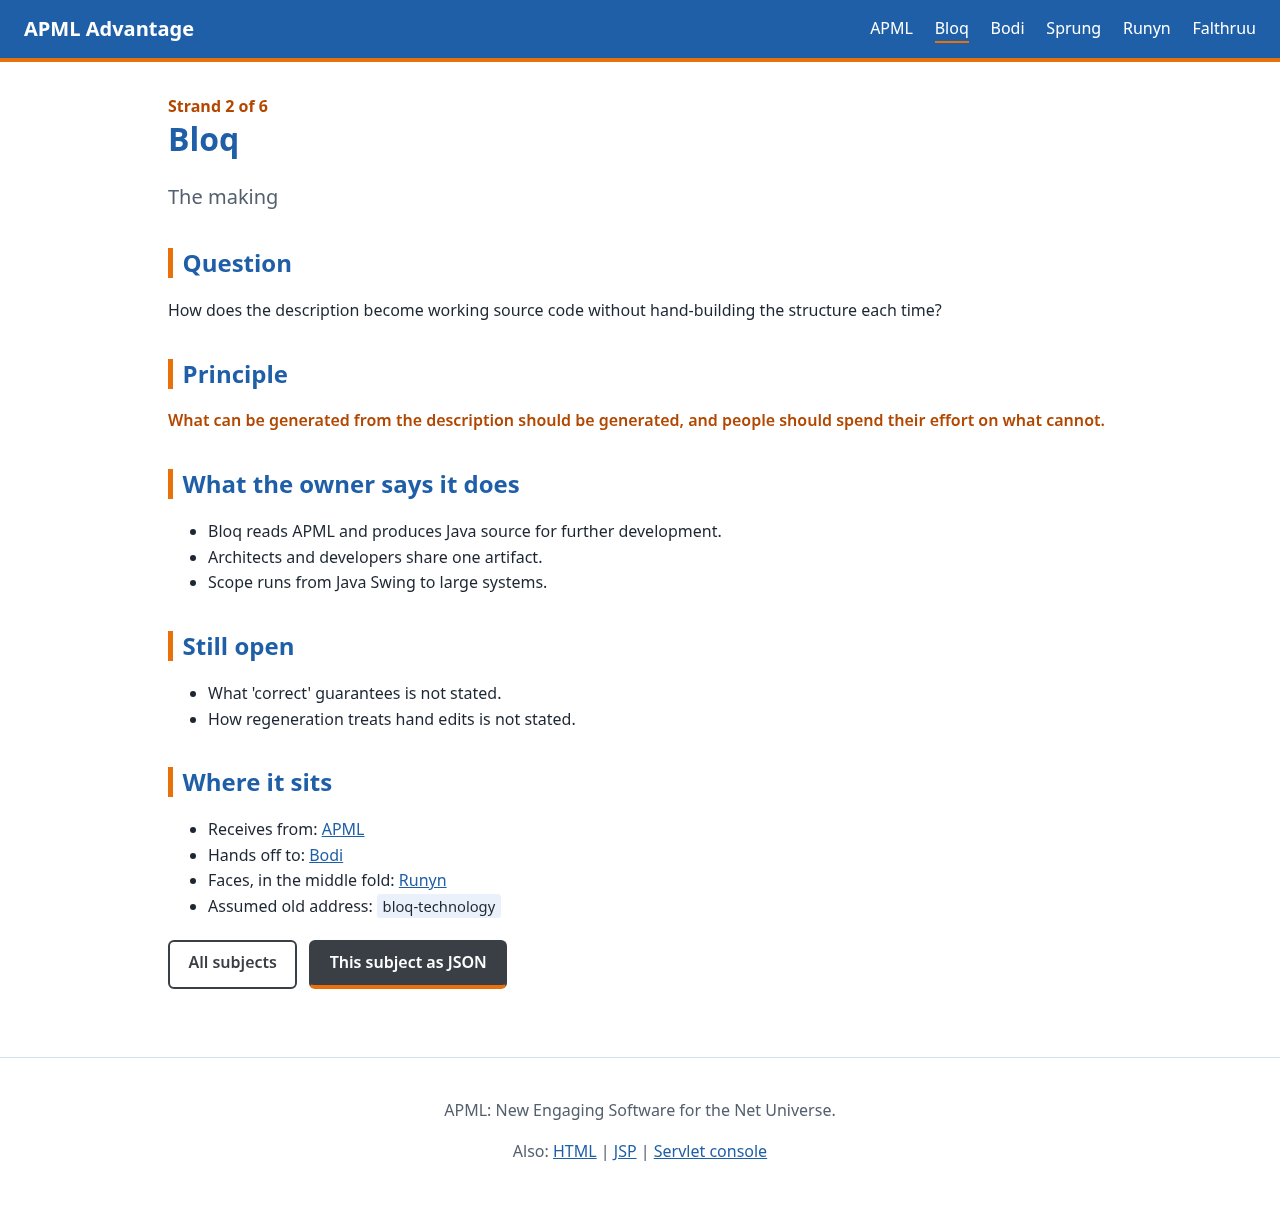 APML Advantage
APML Bloq Bodi Sprung Runyn Falthruu
Strand 2 of 6
Bloq
The making
Question
How does the description become working source code without hand-building the structure each time?
Principle
What can be generated from the description should be generated, and people should spend their effort on what cannot.
What the owner says it does
Bloq reads APML and produces Java source for further development.
Architects and developers share one artifact.
Scope runs from Java Swing to large systems.
Still open
What 'correct' guarantees is not stated.
How regeneration treats hand edits is not stated.
Where it sits
Receives from: APML
Hands off to: Bodi
Faces, in the middle fold: Runyn
Assumed old address: bloq-technology
All subjects
This subject as JSON
APML: New Engaging Software for the Net Universe.
Also: HTML | JSP | Servlet console